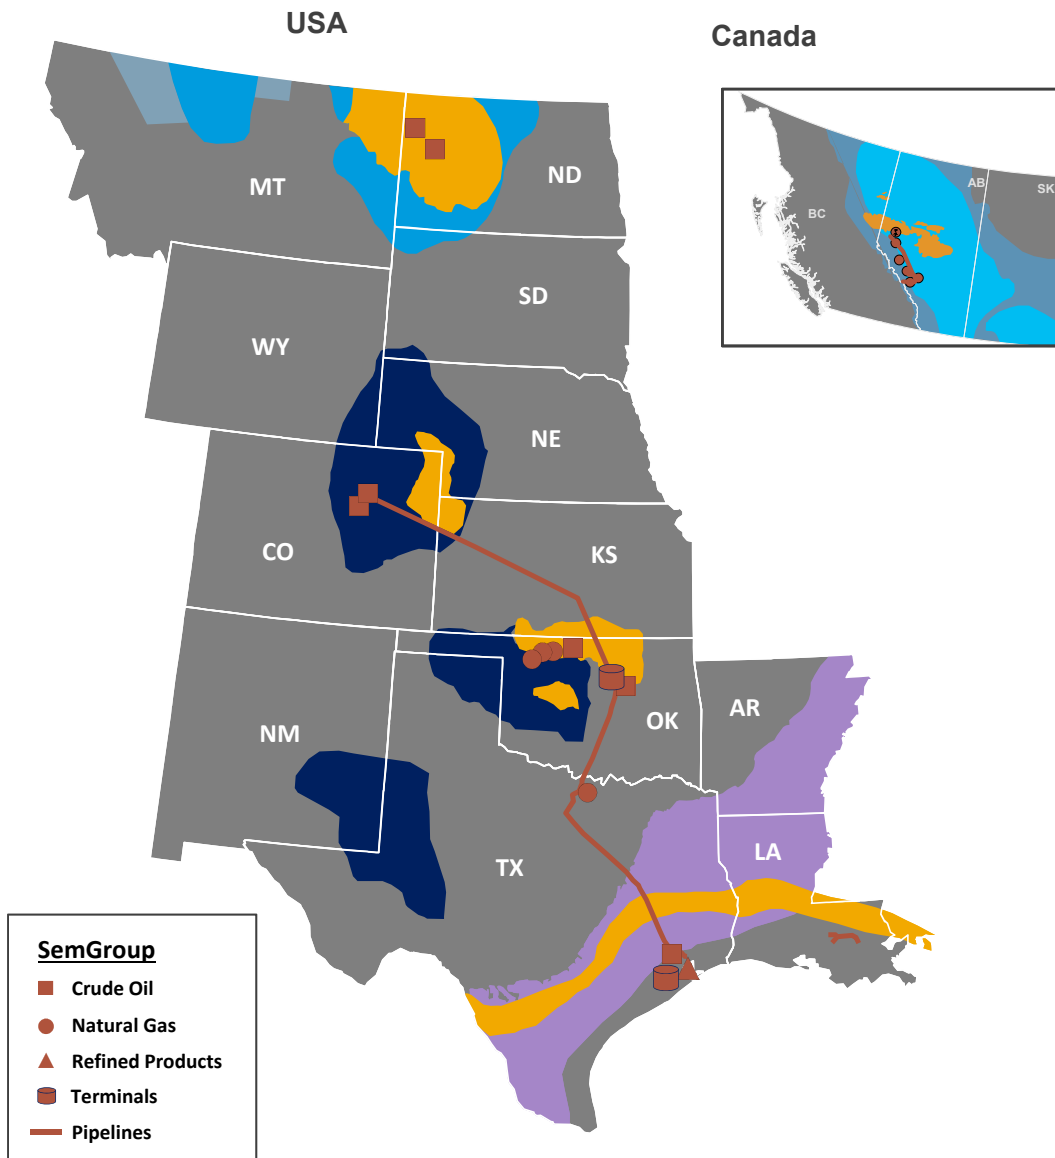 USA
Canada
MT
ND
BC
AB
SK
SD
WY
NE
CO
KS
NM
OK
AR
TX
LA
SemGroup
Crude Oil
Natural Gas
Refined Products
Terminals
Pipelines